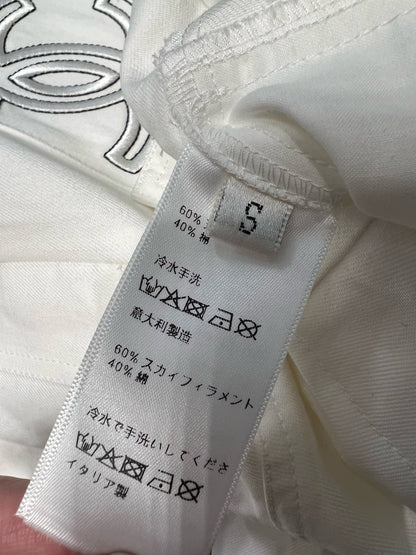 S
60%
40% 棉
冷水手洗
意大利製造
60% スカイフィラメント
40% 綿
冷水で手洗いしてくださ
イタリア製